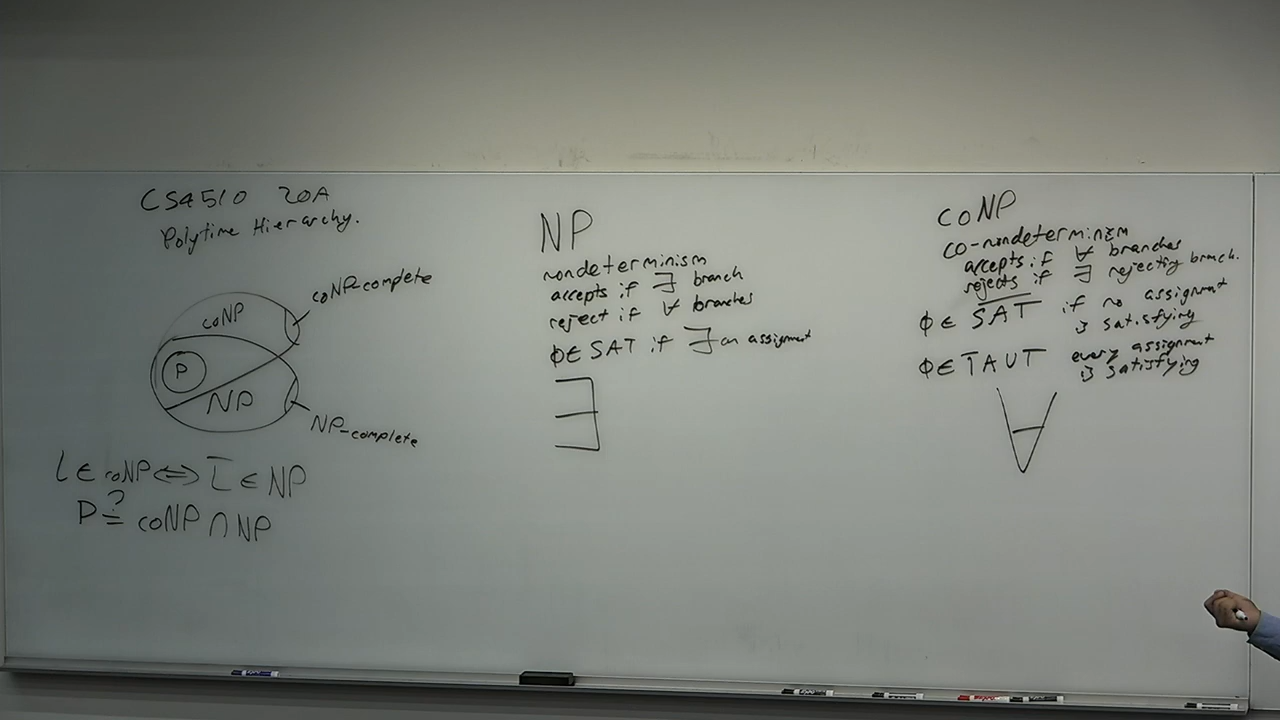 CS4510 20A
Polytime Hierarchy.
coNP-complete
coNP
P
NP
NP-complete
L ∈ coNP ⇔ L̅ ∈ NP
P ≟ coNP ∩ NP
NP
nondeterminism
accepts if ∃ branch
reject if ∀ branches
ϕ ∈ SAT if ∃ an assignment
∃
coNP
co-nondeterminism
accepts if ∀ branches
rejects if ∃ rejecting branch.
ϕ ∈ S̅A̅T̅ if no assignment
is satisfying
ϕ ∈ TAUT every assignment
is satisfying
∀